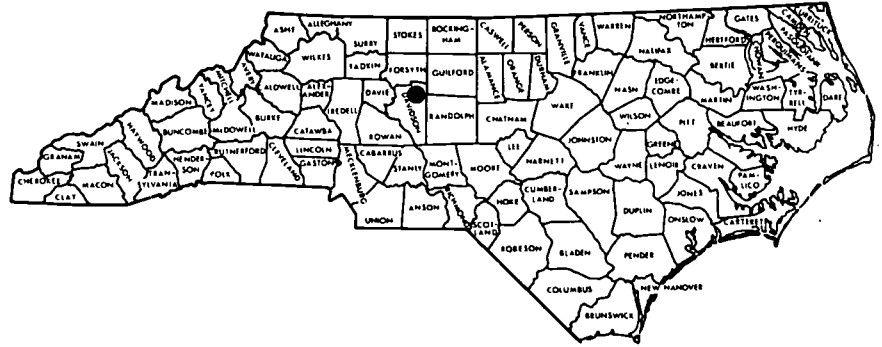 ASHE
ALLEGHANY
SURRY
STOKES
ROCKING-
HAM
CASWELL
PERSON
GRANVILLE
VANCE
WARREN
NORTHAMP
TON
GATES
HERTFORD
CURRITUCK
CAMDEN
PASQUOTANK
PERQUIMANS
CHOWAN
HALIFAX
BERTIE
WATAUGA
WILKES
YADKIN
FORSYTH
GUILFORD
ALAMANCE
ORANGE
DURHAM
FRANKLIN
NASH
EDGE-
COMBE
MARTIN
WASH-
INGTON
TYR-
RELL
DARE
MADISON
YANCEY
MITCHELL
AVERY
CALDWELL
ALEX-
ANDER
IREDELL
DAVIE
DAVIDSON
RANDOLPH
CHATHAM
WAKE
WILSON
PITT
BEAUFORT
HYDE
SWAIN
HAYWOOD
BUNCOMBE
McDOWELL
BURKE
CATAWBA
ROWAN
LEE
JOHNSTON
GREENE
GRAHAM
JACKSON
HENDER-
SON
RUTHERFORD
CLEVELAND
LINCOLN
GASTON
MECKLENBURG
CABARRUS
STANLY
MONT-
GOMERY
MOORE
HARNETT
WAYNE
LENOIR
CRAVEN
PAM-
LICO
CHEROKEE
CLAY
MACON
TRAN-
SYLVANIA
POLK
UNION
ANSON
RICHMOND
SCOT-
LAND
HOKE
CUMBER-
LAND
SAMPSON
DUPLIN
JONES
ONSLOW
CARTERET
ROBESON
BLADEN
PENDER
COLUMBUS
NEW HANOVER
BRUNSWICK